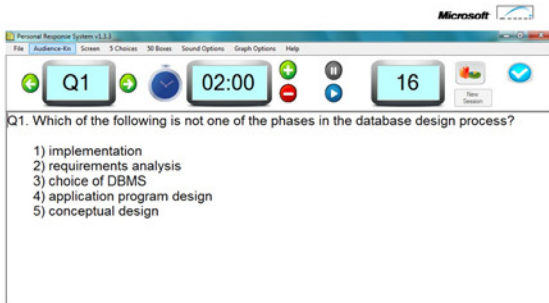 Microsoft
Personal Response System v1.3.3
File Audience-Kn Screen 5 Choices 50 Boxes Sound Options Graph Options Help
Q1 02:00 16
New Session
Q1. Which of the following is not one of the phases in the database design process?
1) implementation
2) requirements analysis
3) choice of DBMS
4) application program design
5) conceptual design